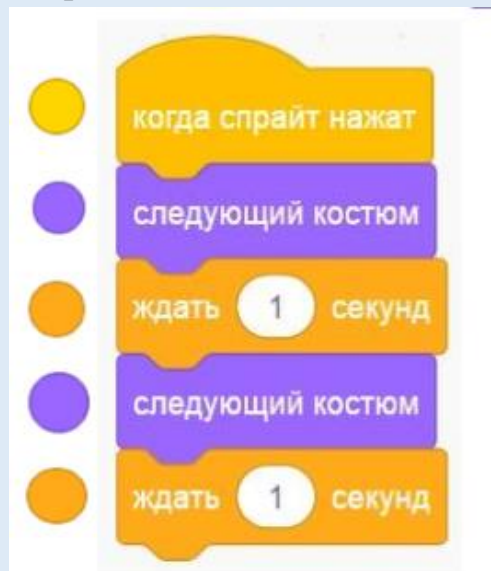 когда спрайт нажат
следующий костюм
ждать 1 секунд
следующий костюм
ждать 1 секунд